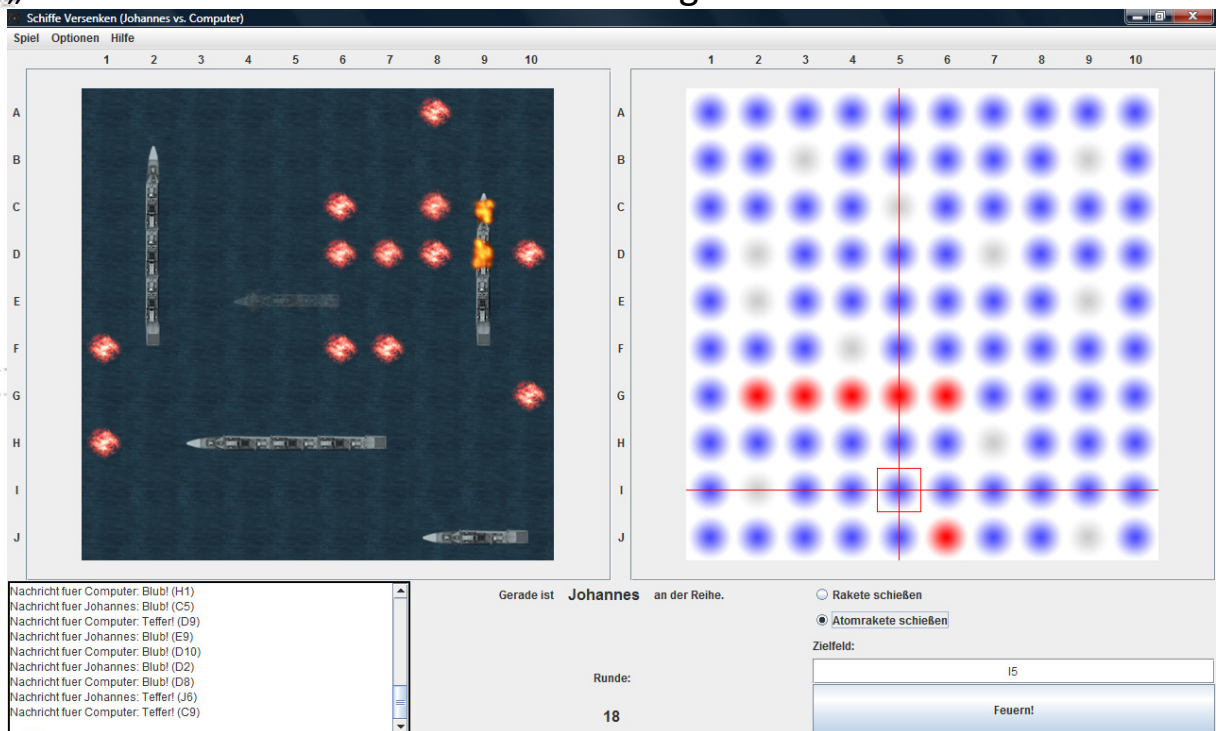 Schiffe Versenken (Johannes vs. Computer)
Spiel Optionen Hilfe
1 2 3 4 5 6 7 8 9 10
1 2 3 4 5 6 7 8 9 10
A A
B B
C C
D D
E E
F F
G G
H H
I I
J J
Nachricht fuer Computer: Blub! (H1)
Nachricht fuer Johannes: Blub! (C5)
Nachricht fuer Computer: Teffer! (D9)
Nachricht fuer Johannes: Blub! (E9)
Nachricht fuer Computer: Blub! (D10)
Nachricht fuer Johannes: Blub! (D2)
Nachricht fuer Computer: Blub! (D8)
Nachricht fuer Johannes: Teffer! (J6)
Nachricht fuer Computer: Teffer! (C9)
Gerade ist Johannes an der Reihe.
Runde:
18
Rakete schießen
Atomrakete schießen
Zielfeld:
I5
Feuern!